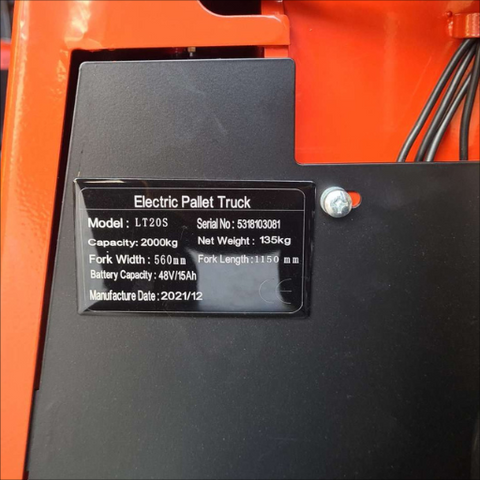 Electric Pallet Truck
Model : LT20S Serial No : 5318103081
Capacity: 2000kg Net Weight : 135kg
Fork Width : 560mm Fork Length : 1150 mm
Battery Capacity : 48V/15Ah
Manufacture Date : 2021/12
CE